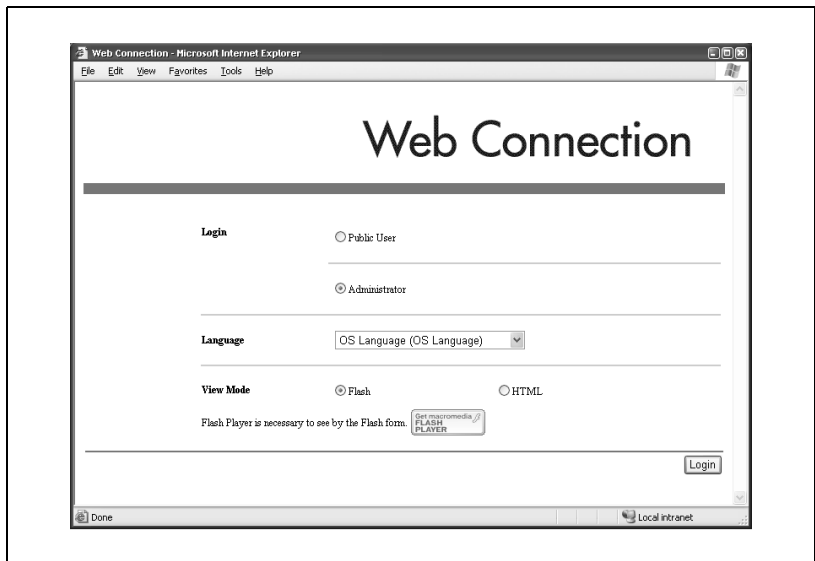 Web Connection - Microsoft Internet Explorer
File Edit View Favorites Tools Help
Web Connection
Login
Public User
Administrator
Language
OS Language (OS Language)
View Mode
Flash
HTML
Flash Player is necessary to see by the Flash form.
Get macromedia
FLASH
PLAYER
Login
Done
Local intranet